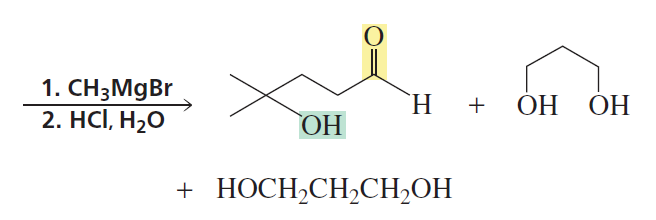 O
1. CH₃MgBr
2. HCl, H₂O
H + OH OH
OH
+ HOCH₂CH₂CH₂OH